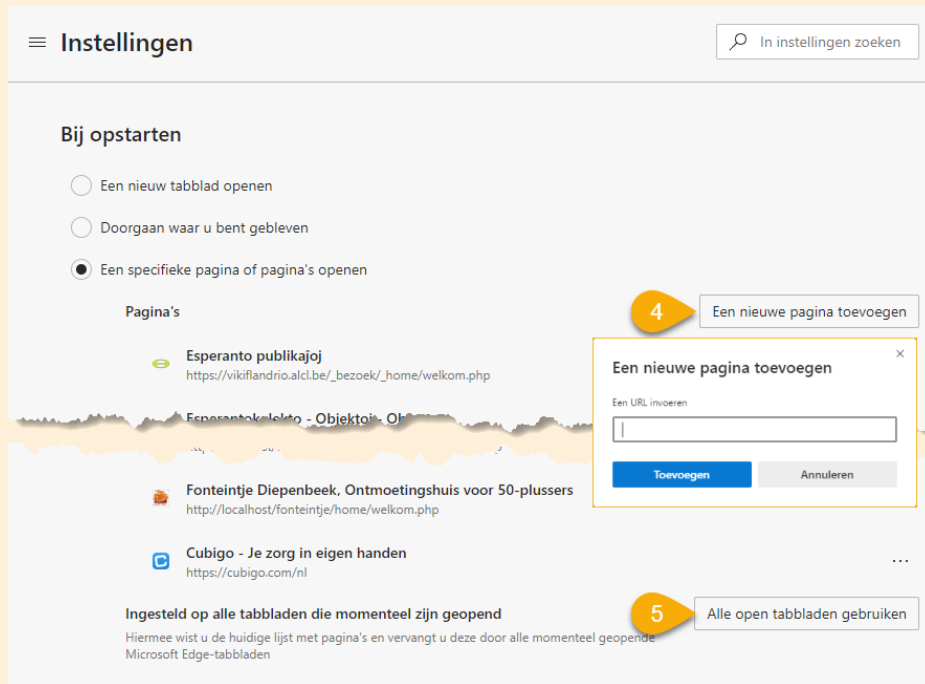 Instellingen
In instellingen zoeken
Bij opstarten
Een nieuw tabblad openen
Doorgaan waar u bent gebleven
Een specifieke pagina of pagina's openen
Pagina's
4
Een nieuwe pagina toevoegen
Esperanto publikaĵoj
https://vikiflandrio.alcl.be/_bezoek/_home/welkom.php
Een nieuwe pagina toevoegen
Een URL invoeren
Toevoegen
Annuleren
Objektoj
Fonteintje Diepenbeek, Ontmoetingshuis voor 50-plussers
http://localhost/fonteintje/home/welkom.php
Cubigo - Je zorg in eigen handen
https://cubigo.com/nl
...
Ingesteld op alle tabbladen die momenteel zijn geopend
5
Alle open tabbladen gebruiken
Hiermee wist u de huidige lijst met pagina's en vervangt u deze door alle momenteel geopende
Microsoft Edge-tabbladen